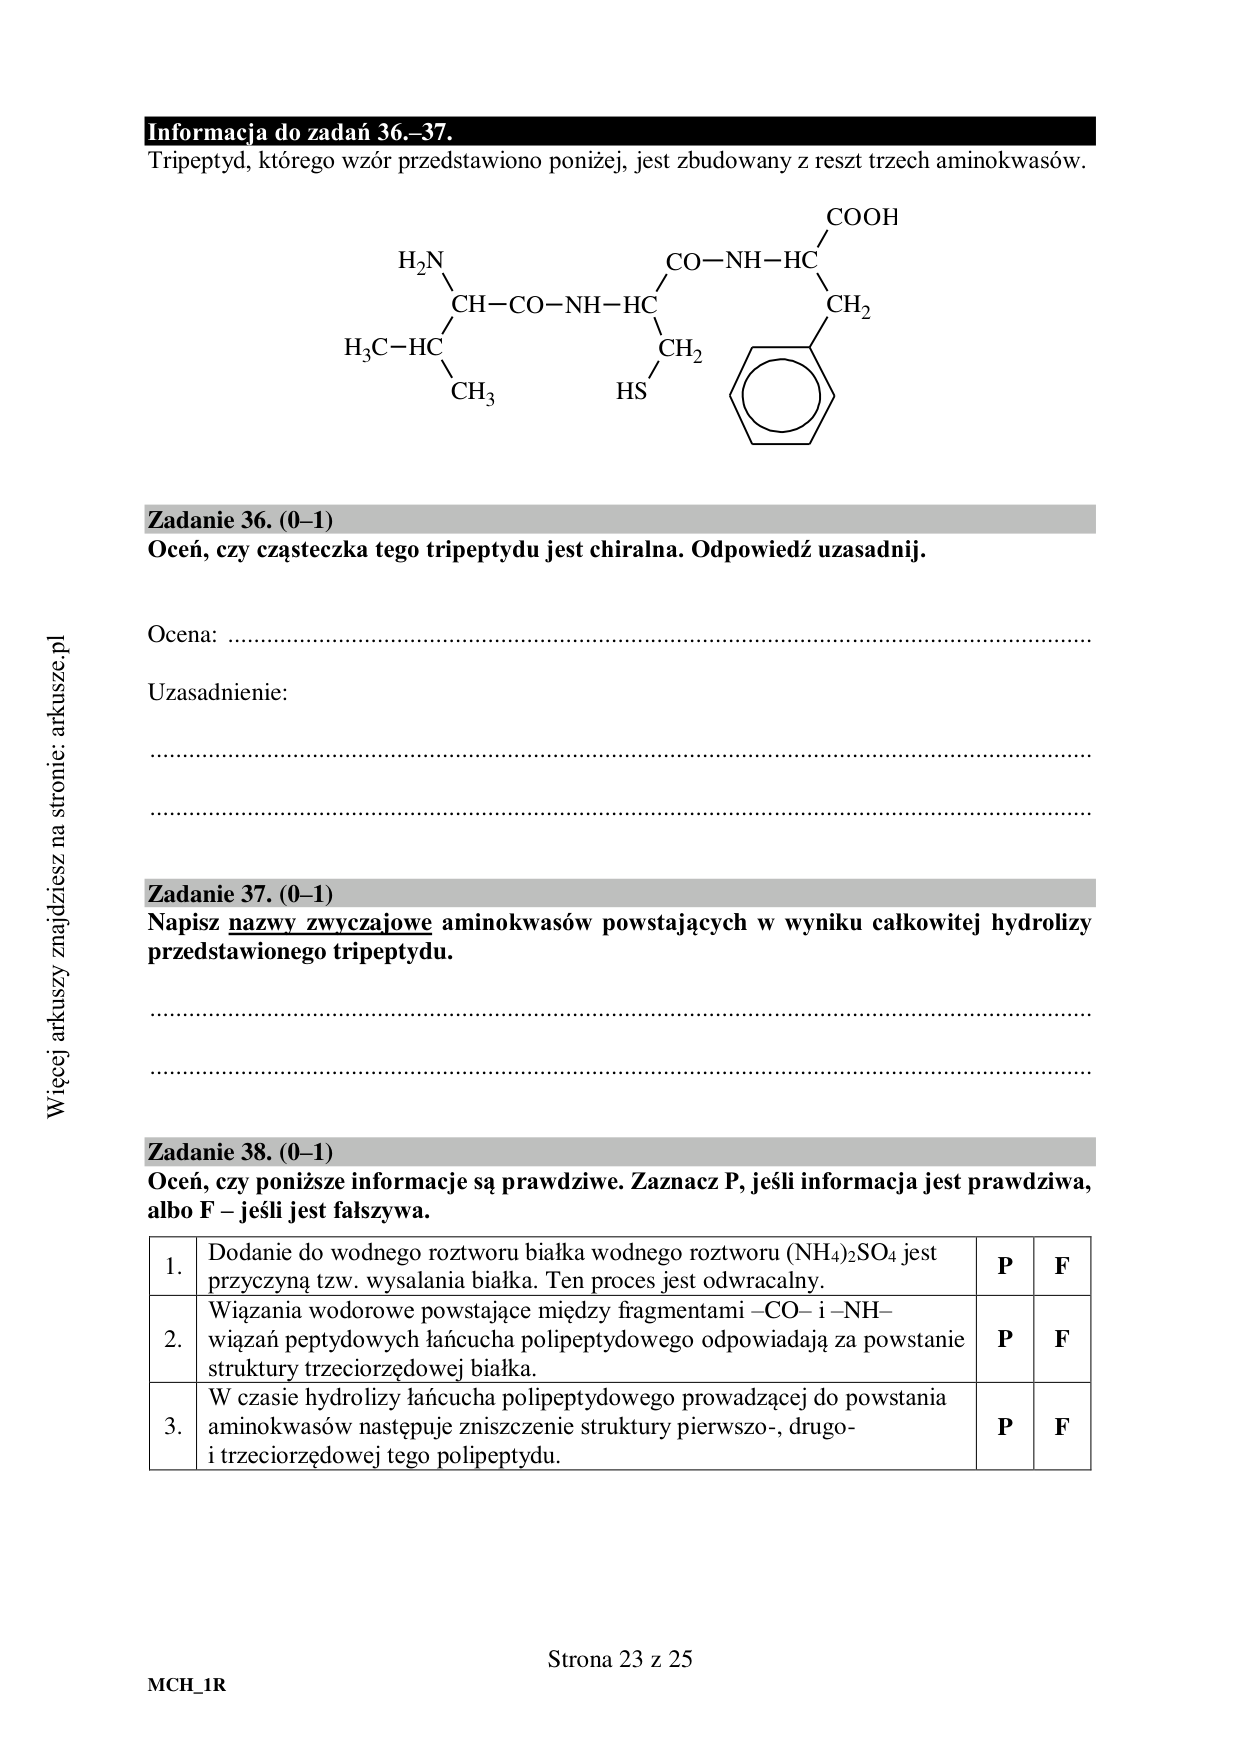 Informacja do zadań 36.–37.
Tripeptyd, którego wzór przedstawiono poniżej, jest zbudowany z reszt trzech aminokwasów.
COOH
H₂N
CO–NH–HC
CH–CO–NH–HC
CH₂
H₃C–HC
CH₂
CH₃
HS
Zadanie 36. (0–1)
Oceń, czy cząsteczka tego tripeptydu jest chiralna. Odpowiedź uzasadnij.
Ocena: ....................................................................................................................................
Uzasadnienie:
................................................................................................................................................
................................................................................................................................................
Zadanie 37. (0–1)
Napisz nazwy zwyczajowe aminokwasów powstających w wyniku całkowitej hydrolizy
przedstawionego tripeptydu.
................................................................................................................................................
................................................................................................................................................
Zadanie 38. (0–1)
Oceń, czy poniższe informacje są prawdziwe. Zaznacz P, jeśli informacja jest prawdziwa,
albo F – jeśli jest fałszywa.
1. Dodanie do wodnego roztworu białka wodnego roztworu (NH₄)₂SO₄ jest
przyczyną tzw. wysalania białka. Ten proces jest odwracalny. P F
2. Wiązania wodorowe powstające między fragmentami –CO– i –NH–
wiązań peptydowych łańcucha polipeptydowego odpowiadają za powstanie
struktury trzeciorzędowej białka. P F
3. W czasie hydrolizy łańcucha polipeptydowego prowadzącej do powstania
aminokwasów następuje zniszczenie struktury pierwszo-, drugo-
i trzeciorzędowej tego polipeptydu. P F
Strona 23 z 25
MCH_1R
Więcej arkuszy znajdziesz na stronie: arkusze.pl